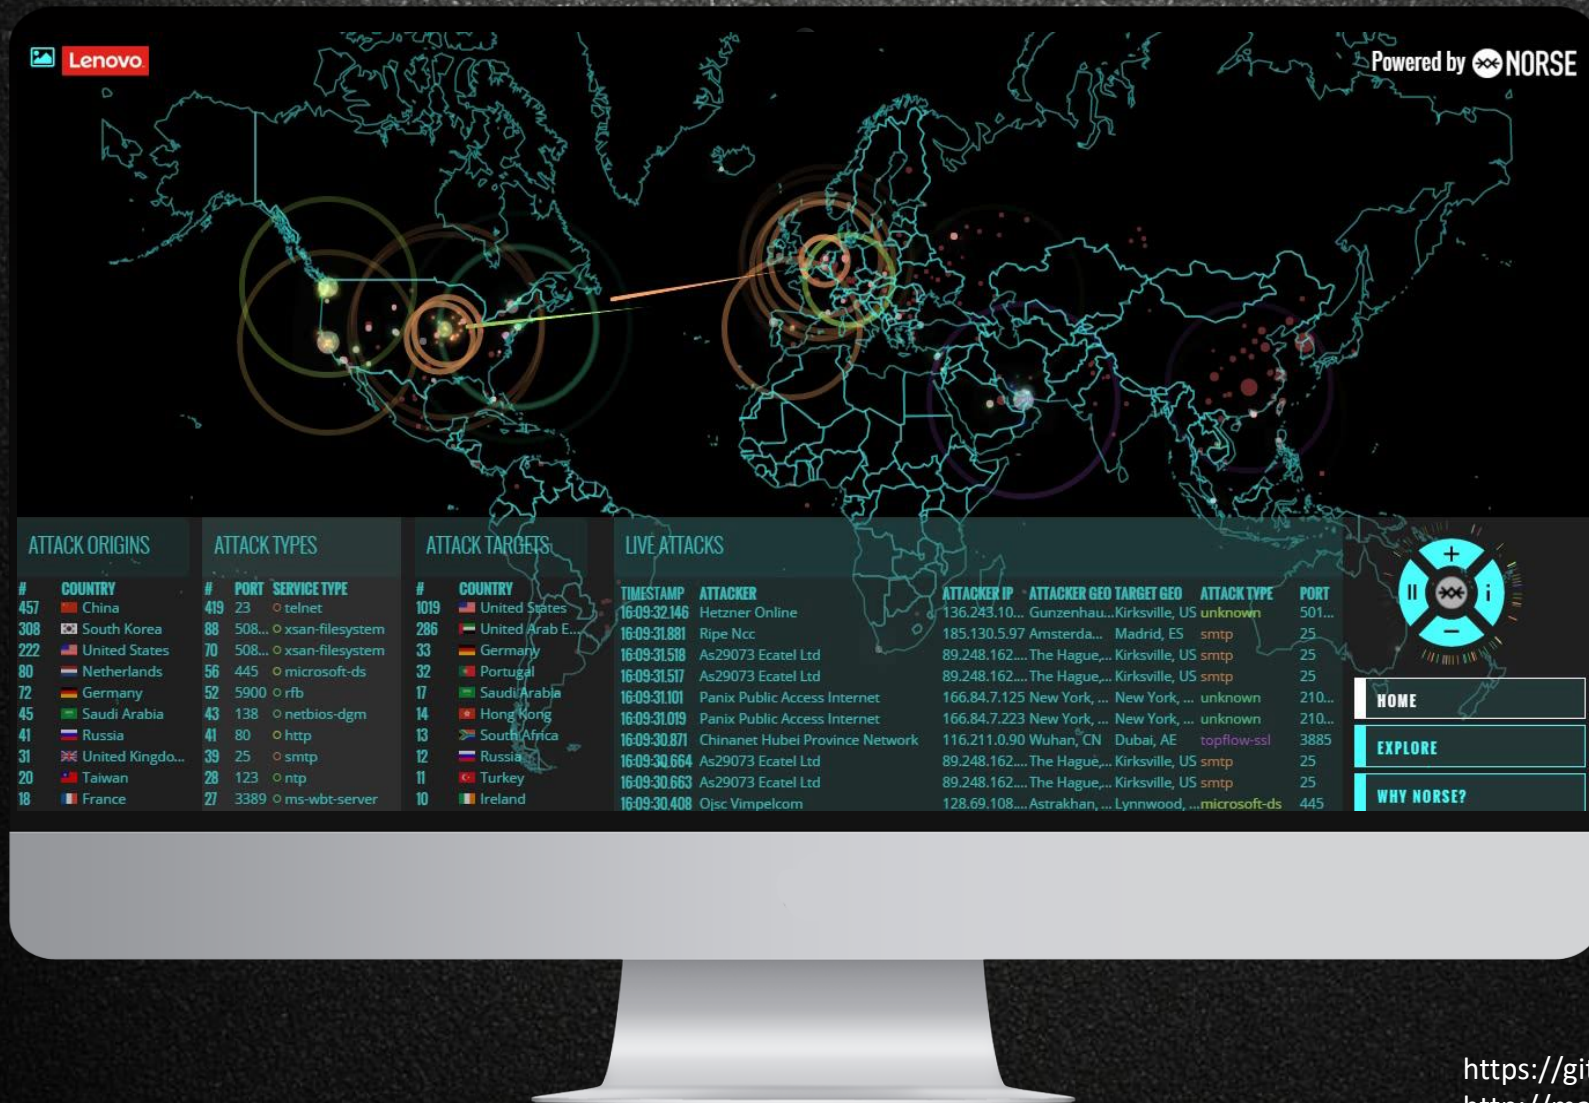 Lenovo
Powered by NORSE
ATTACK ORIGINS
# COUNTRY
457 China
308 South Korea
222 United States
80 Netherlands
72 Germany
45 Saudi Arabia
41 Russia
31 United Kingdo...
20 Taiwan
18 France
ATTACK TYPES
# PORT SERVICE TYPE
419 23 telnet
88 508... xsan-filesystem
70 508... xsan-filesystem
56 445 microsoft-ds
52 5900 rfb
43 138 netbios-dgm
41 80 http
39 25 smtp
28 123 ntp
27 3389 ms-wbt-server
ATTACK TARGETS
# COUNTRY
1019 United States
286 United Arab E...
33 Germany
32 Portugal
17 Saudi Arabia
14 Hong Kong
13 South Africa
12 Russia
11 Turkey
10 Ireland
LIVE ATTACKS
TIMESTAMP ATTACKER ATTACKER IP ATTACKER GEO TARGET GEO ATTACK TYPE PORT
16:09:32.146 Hetzner Online 136.243.10... Gunzenhau... Kirksville, US unknown 501...
16:09:31.881 Ripe Ncc 185.130.5.97 Amsterda... Madrid, ES smtp 25
16:09:31.518 As29073 Ecatel Ltd 89.248.162.... The Hague,... Kirksville, US smtp 25
16:09:31.517 As29073 Ecatel Ltd 89.248.162.... The Hague,... Kirksville, US smtp 25
16:09:31.101 Panix Public Access Internet 166.84.7.125 New York, ... New York, ... unknown 210...
16:09:31.019 Panix Public Access Internet 166.84.7.223 New York, ... New York, ... unknown 210...
16:09:30.871 Chinanet Hubei Province Network 116.211.0.90 Wuhan, CN Dubai, AE topflow-ssl 3885
16:09:30.664 As29073 Ecatel Ltd 89.248.162.... The Hague,... Kirksville, US smtp 25
16:09:30.663 As29073 Ecatel Ltd 89.248.162.... The Hague,... Kirksville, US smtp 25
16:09:30.408 Ojsc Vimpelcom 128.69.108.... Astrakhan, ... Lynnwood, ... microsoft-ds 445
HOME
EXPLORE
WHY NORSE?
https://git